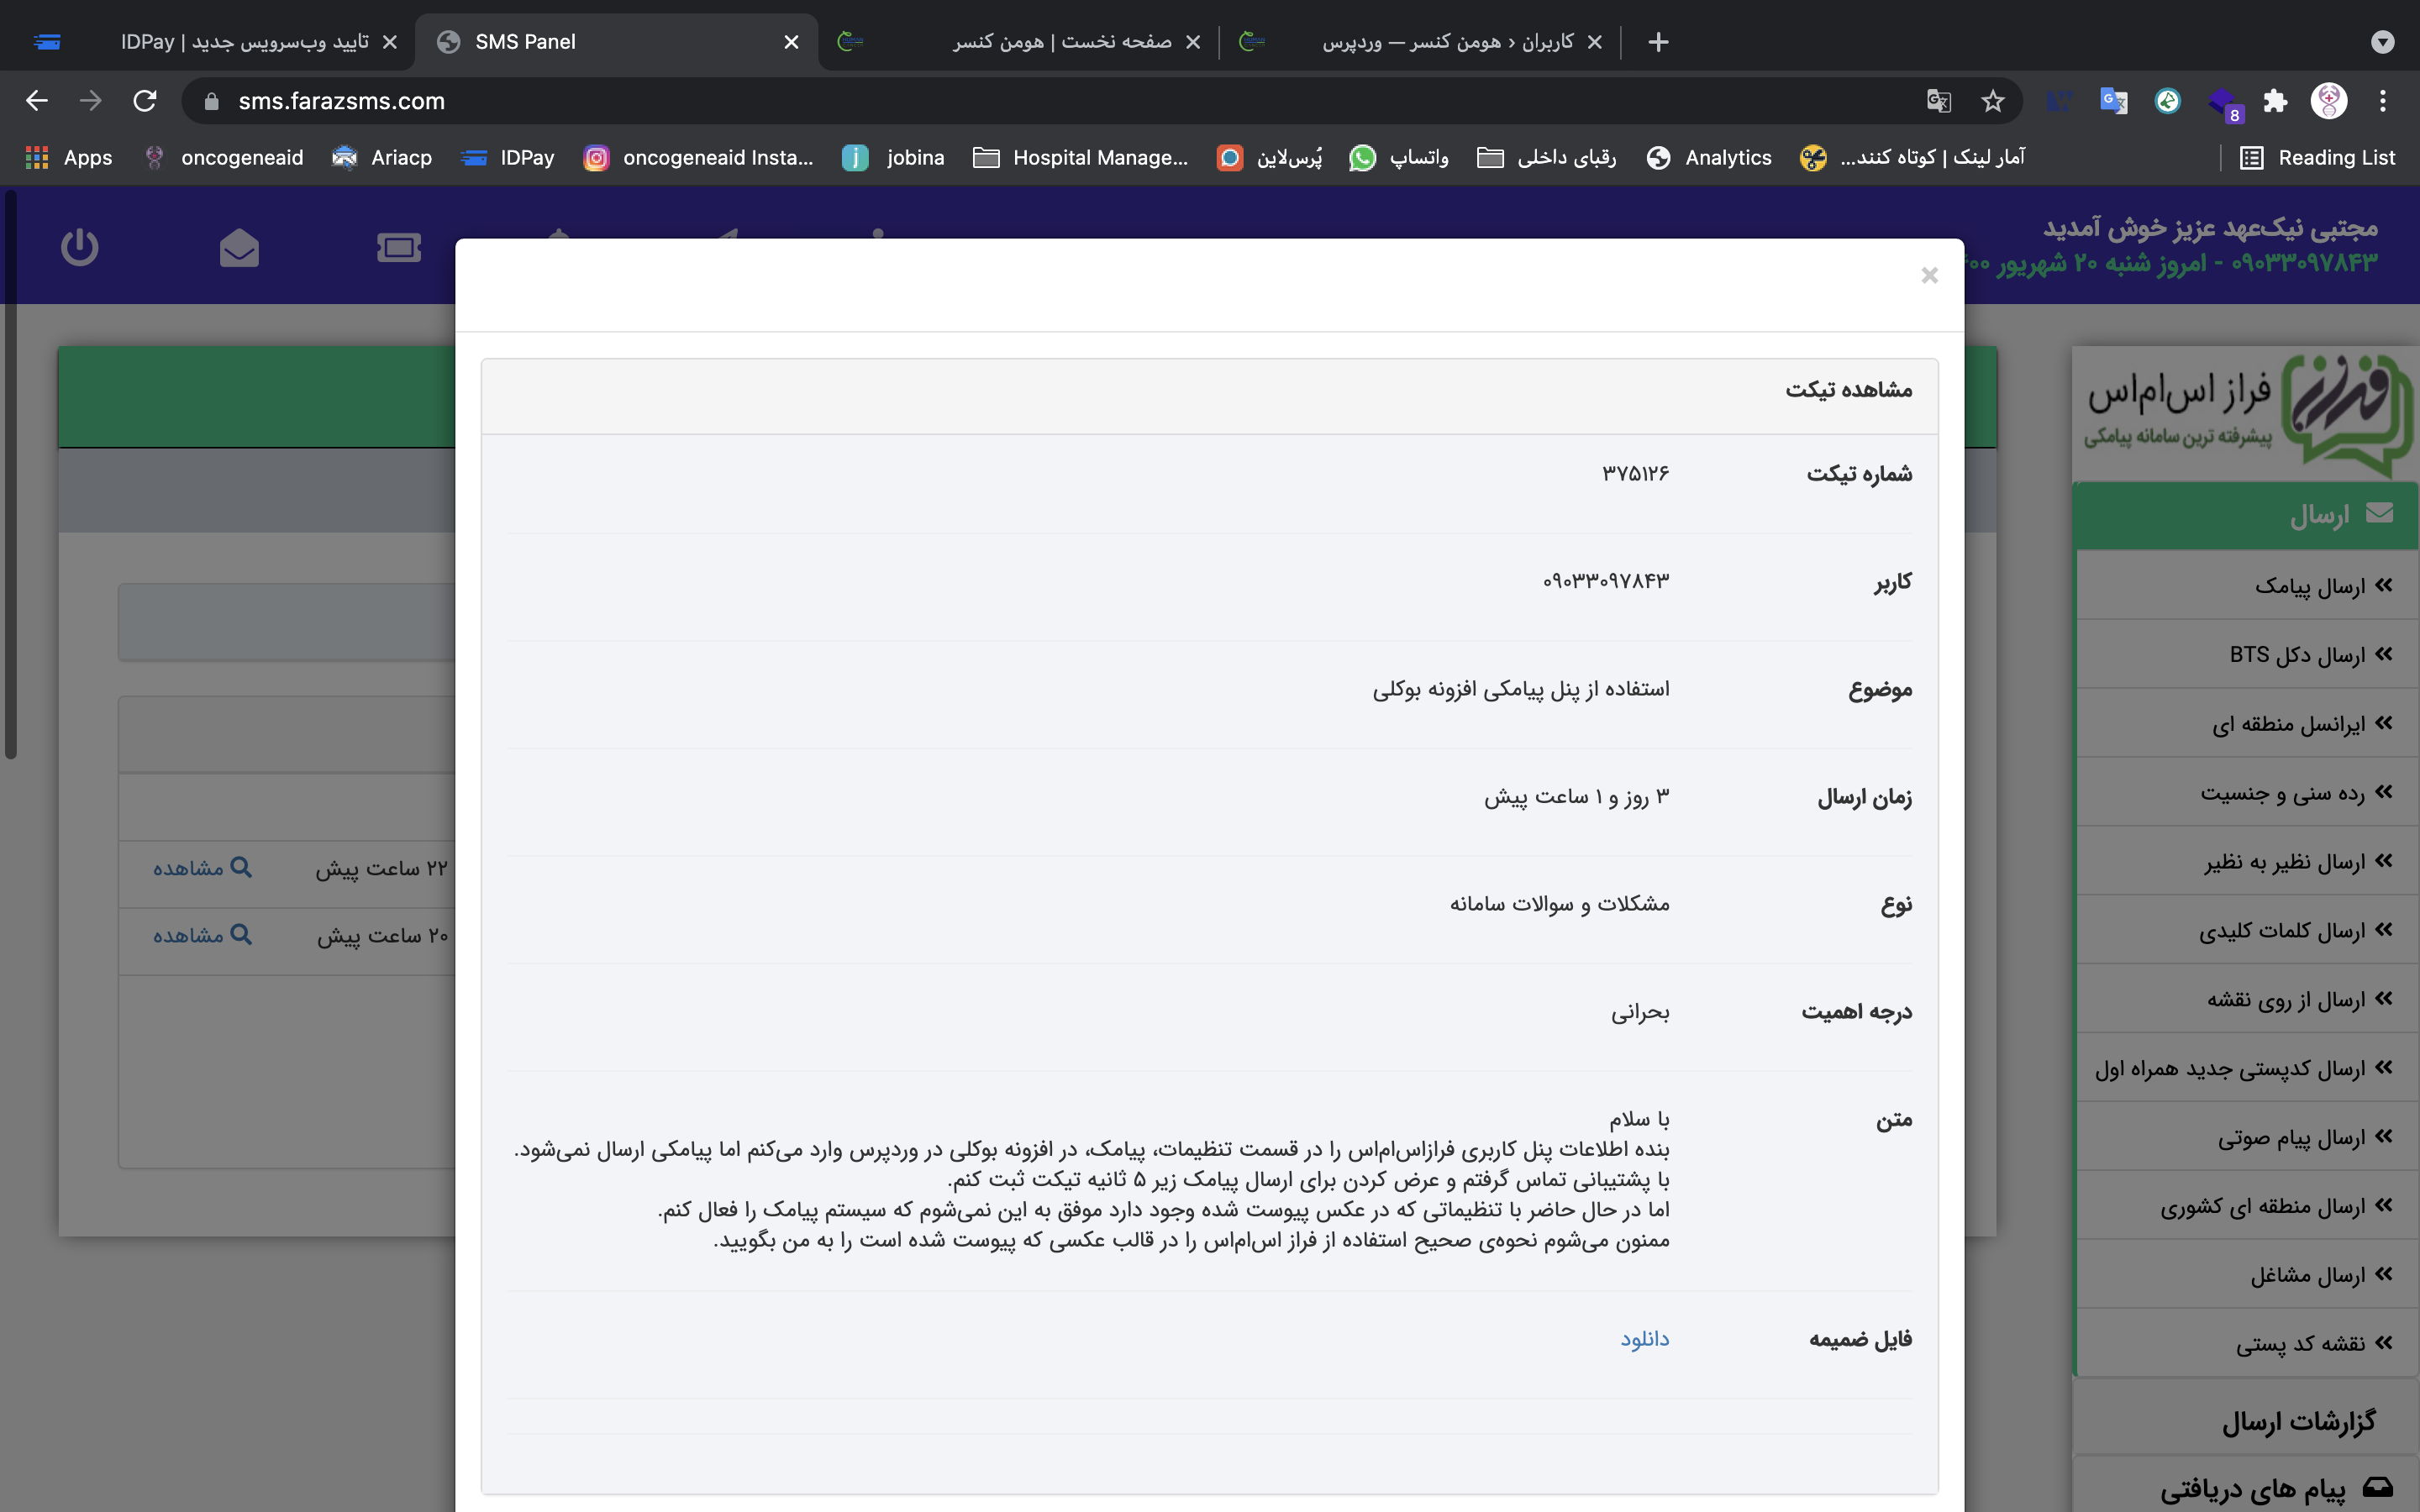 تایید وب‌سرویس جدید | IDPay
SMS Panel
صفحه نخست | هومن کنسر
کاربران ‹ هومن کنسر — وردپرس
sms.farazsms.com
8
Apps
oncogeneaid
Ariacp
IDPay
oncogeneaid Insta...
jobina
Hospital Manage...
پُرس‌لاین
واتساپ
رقبای داخلی
Analytics
آمار لینک | کوتاه کنند...
Reading List
مجتبی نیک‌عهد عزیز خوش آمدید
۰۹۰۳۳۰۹۷۸۴۳ - امروز شنبه ۲۰ شهریور
فراز اس‌ام‌اس
پیشرفته ترین سامانه پیامکی
ارسال
ارسال پیامک
ارسال دکل BTS
ایرانسل منطقه ای
رده سنی و جنسیت
ارسال نظیر به نظیر
ارسال کلمات کلیدی
ارسال از روی نقشه
ارسال کدپستی جدید همراه اول
ارسال پیام صوتی
ارسال منطقه ای کشوری
ارسال مشاغل
نقشه کد پستی
گزارشات ارسال
پیام های دریافتی
×
مشاهده تیکت
شماره تیکت ۳۷۵۱۲۶
کاربر ۰۹۰۳۳۰۹۷۸۴۳
موضوع استفاده از پنل پیامکی افزونه بوکلی
زمان ارسال ۳ روز و ۱ ساعت پیش
نوع مشکلات و سوالات سامانه
درجه اهمیت بحرانی
متن با سلام
بنده اطلاعات پنل کاربری فرازاس‌ام‌اس را در قسمت تنظیمات، پیامک، در افزونه بوکلی در وردپرس وارد می‌کنم اما پیامکی ارسال نمی‌شود.
با پشتیبانی تماس گرفتم و عرض کردن برای ارسال پیامک زیر ۵ ثانیه تیکت ثبت کنم.
اما در حال حاضر با تنظیماتی که در عکس پیوست شده وجود دارد موفق به این نمی‌شوم که سیستم پیامک را فعال کنم.
ممنون می‌شوم نحوه‌ی صحیح استفاده از فراز اس‌ام‌اس را در قالب عکسی که پیوست شده است را به من بگویید.
فایل ضمیمه دانلود
۲۲ ساعت پیش مشاهده
۲۰ ساعت پیش مشاهده